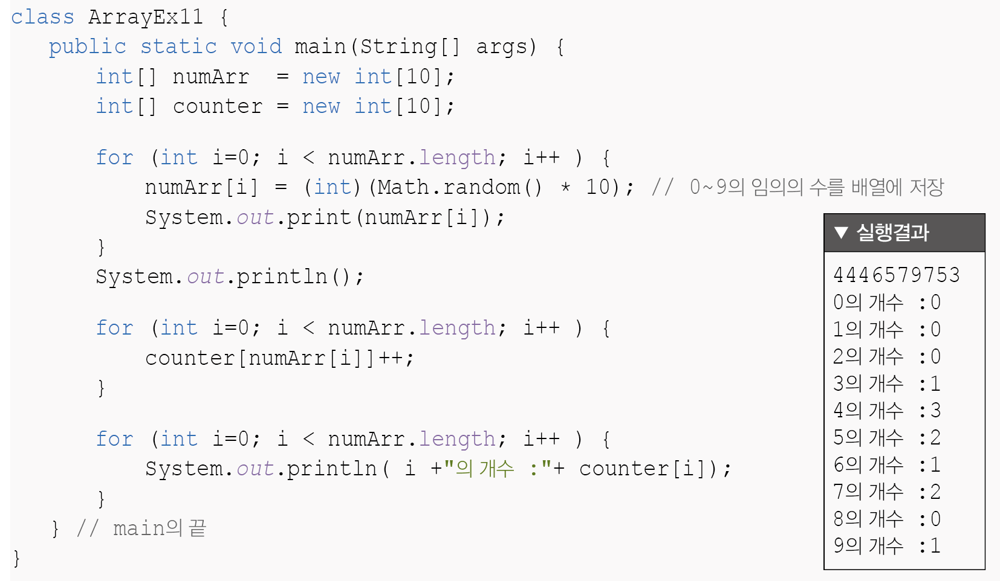 class ArrayEx11 {
public static void main(String[] args) {
int[] numArr  = new int[10];
int[] counter = new int[10];
for (int i=0; i < numArr.length; i++ ) {
numArr[i] = (int)(Math.random() * 10); // 0~9의 임의의 수를 배열에 저장
System.out.print(numArr[i]);
}
System.out.println();
for (int i=0; i < numArr.length; i++ ) {
counter[numArr[i]]++;
}
for (int i=0; i < numArr.length; i++ ) {
System.out.println( i +"의 개수 :"+ counter[i]);
}
} // main의 끝
}
▼ 실행결과
4446579753
0의 개수 :0
1의 개수 :0
2의 개수 :0
3의 개수 :1
4의 개수 :3
5의 개수 :2
6의 개수 :1
7의 개수 :2
8의 개수 :0
9의 개수 :1